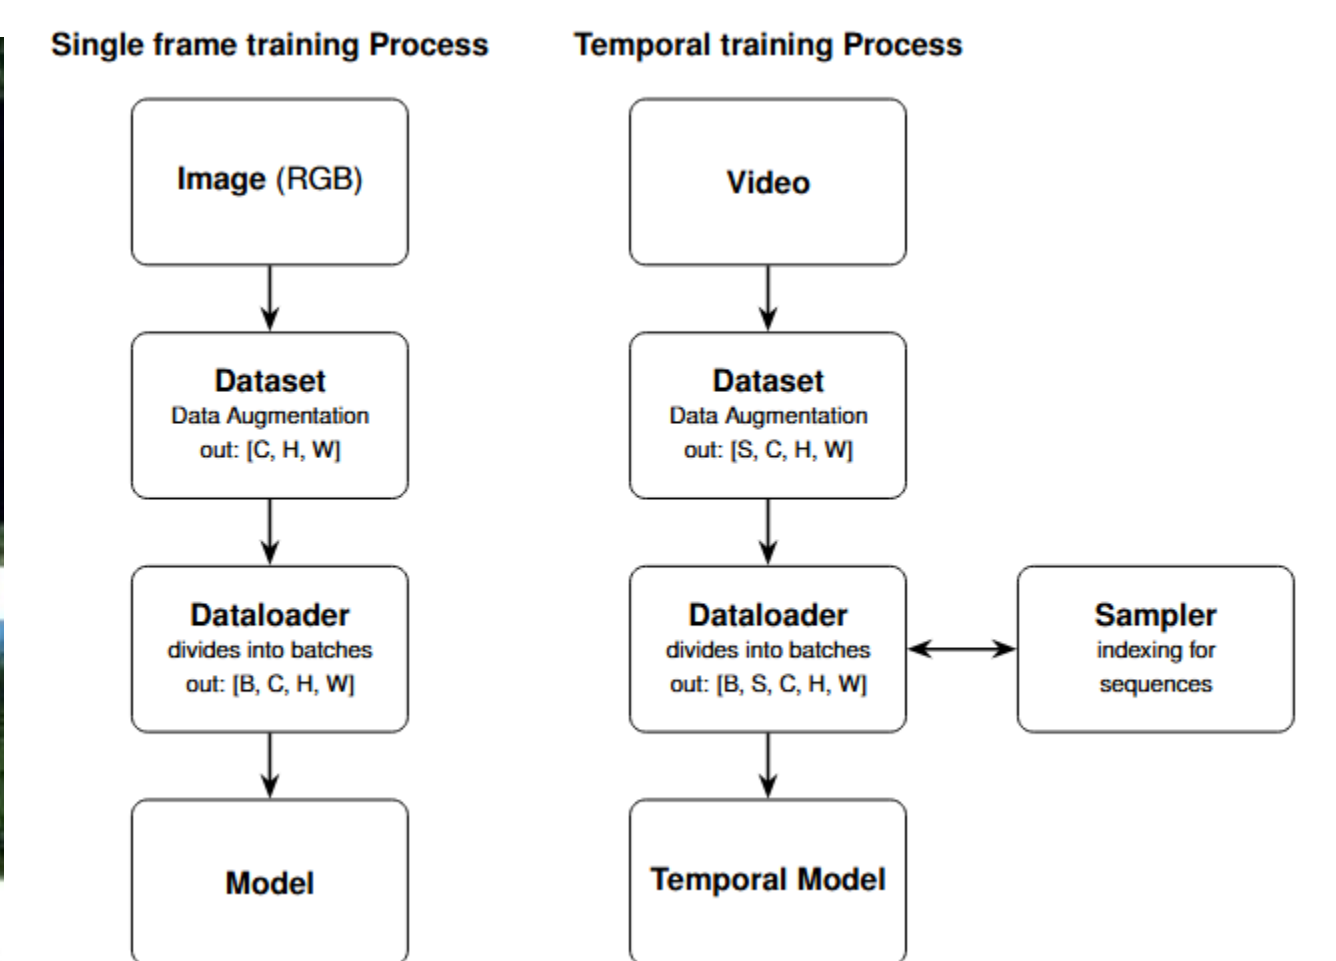 Single frame training Process
Temporal training Process
Image (RGB)
Video
Dataset
Data Augmentation
out: [C, H, W]
Dataset
Data Augmentation
out: [S, C, H, W]
Dataloader
divides into batches
out: [B, C, H, W]
Dataloader
divides into batches
out: [B, S, C, H, W]
Sampler
indexing for
sequences
Model
Temporal Model